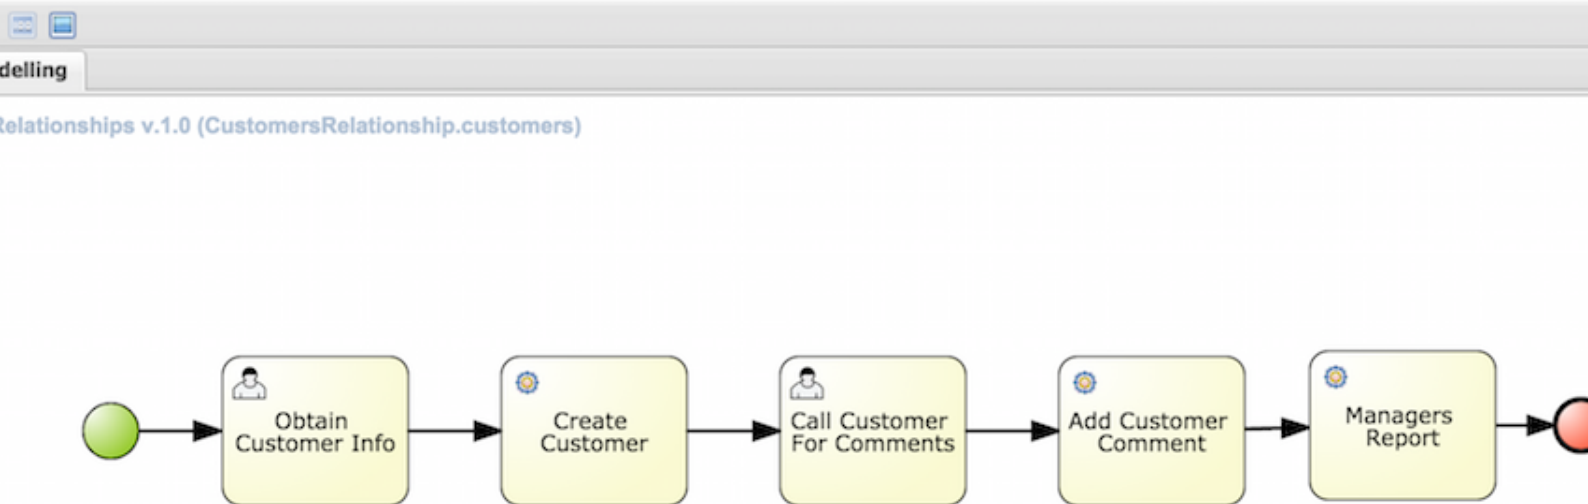 delling
Relationships v.1.0 (CustomersRelationship.customers)
Obtain
Customer Info
Create
Customer
Call Customer
For Comments
Add Customer
Comment
Managers
Report